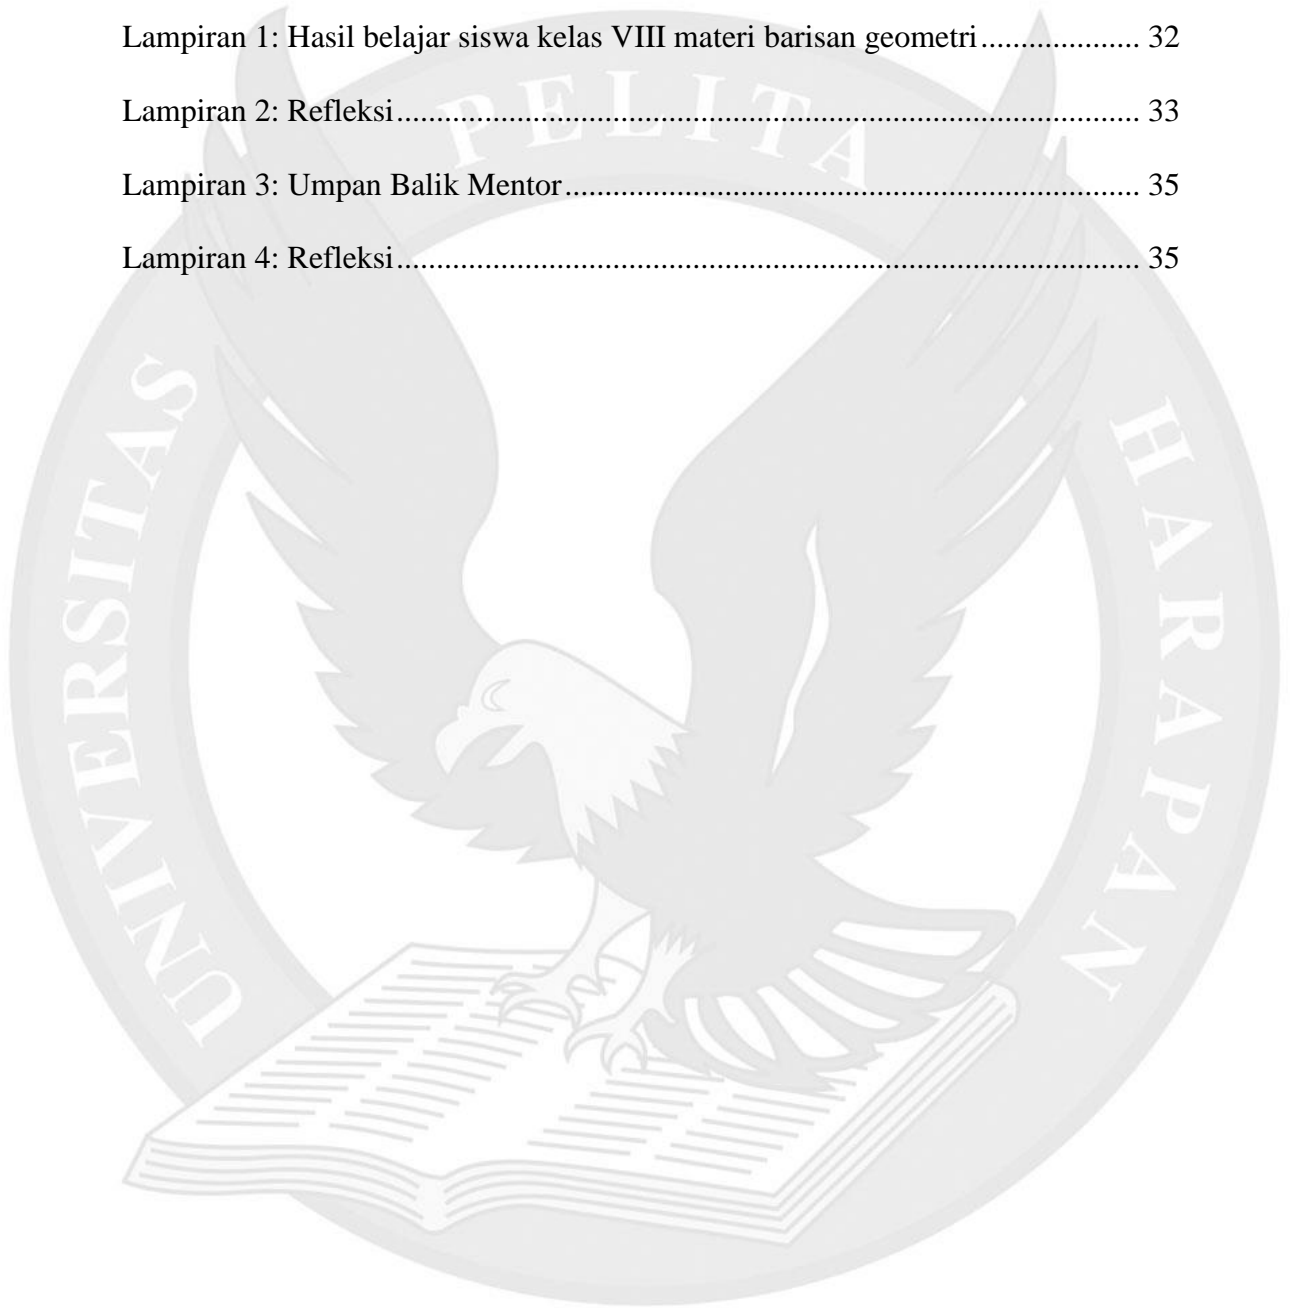 Lampiran 1: Hasil belajar siswa kelas VIII materi barisan geometri.................... 32
Lampiran 2: Refleksi............................................................................................. 33
Lampiran 3: Umpan Balik Mentor........................................................................ 35
Lampiran 4: Refleksi............................................................................................. 35
UNIVERSITAS PELITA HARAPAN